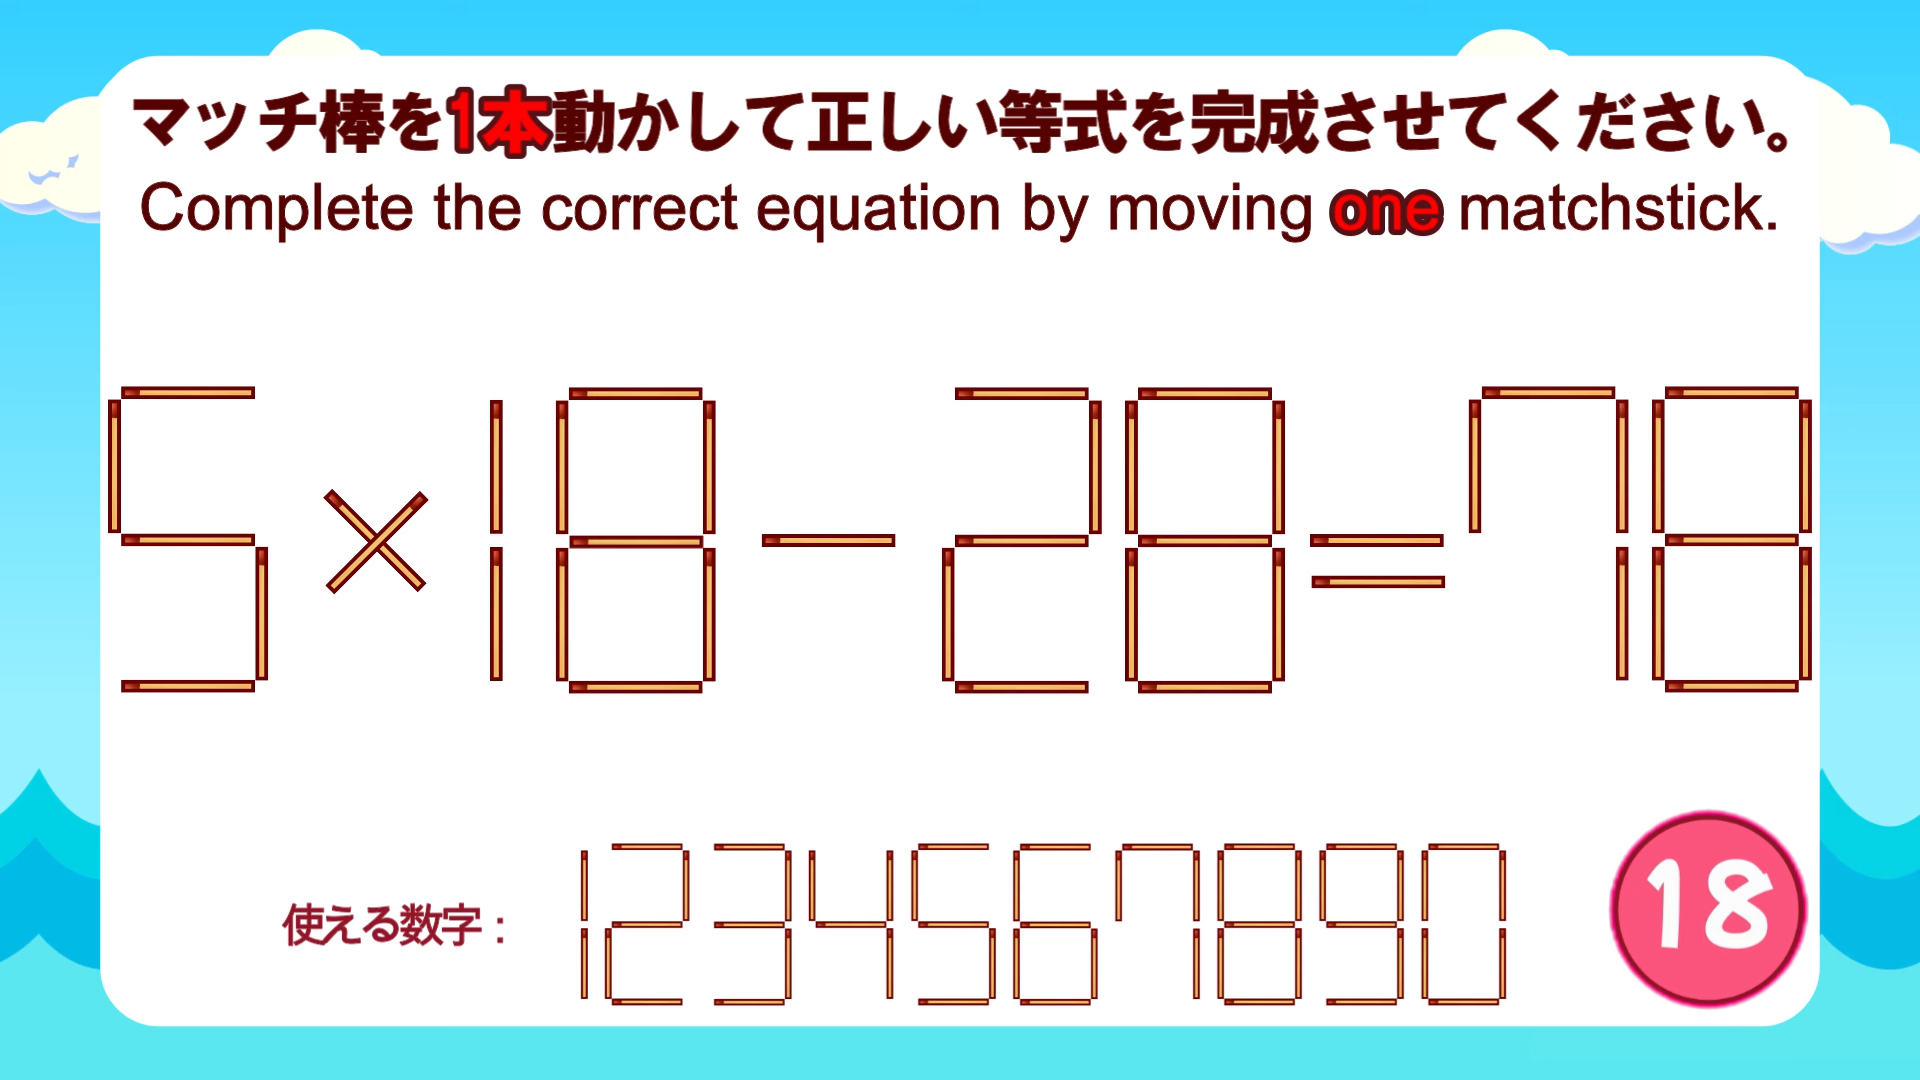 マッチ棒を1本動かして正しい等式を完成させてください。
Complete the correct equation by moving one matchstick.
5×18−28=78
使える数字：1234567890
18